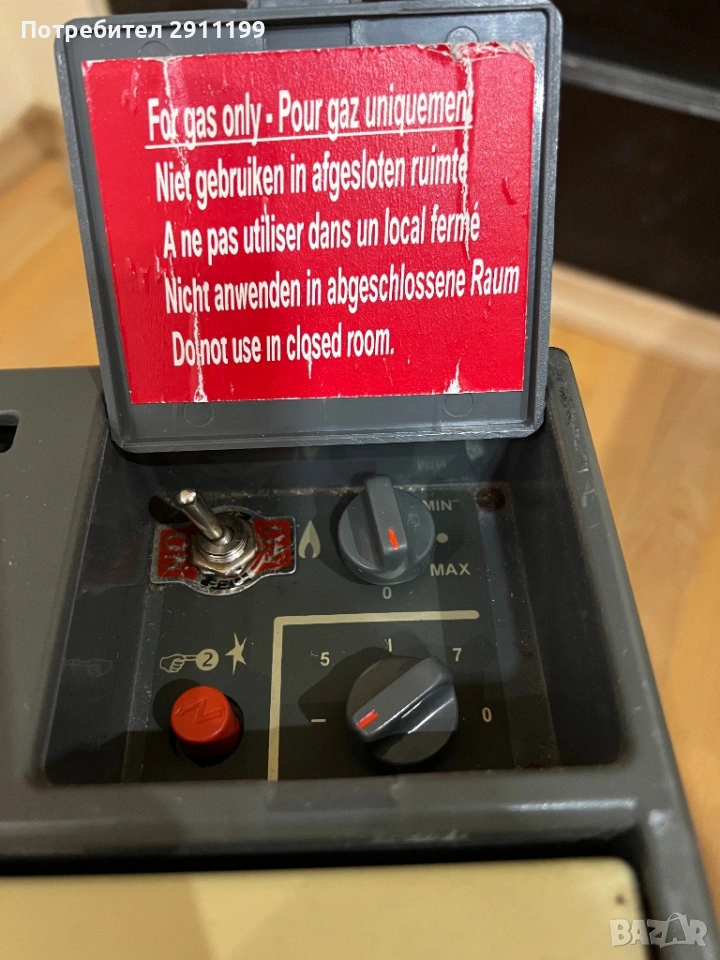 Потребител 2911199
For gas only - Pour gaz uniquement
Niet gebruiken in afgesloten ruimte
A ne pas utiliser dans un local fermé
Nicht anwenden in abgeschlossene Raum
Do not use in closed room.
MIN
MAX
0
2
5
7
0
BAZAR